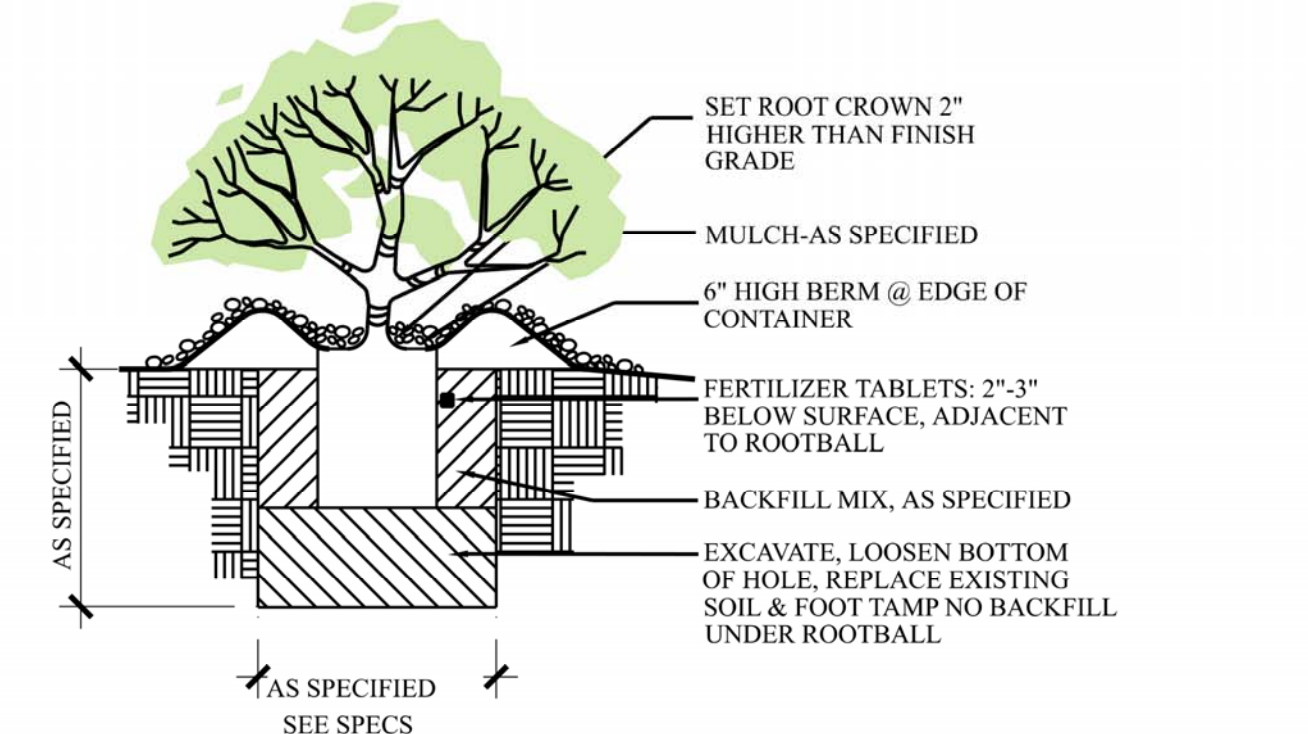 SET ROOT CROWN 2"
HIGHER THAN FINISH
GRADE
MULCH-AS SPECIFIED
6" HIGH BERM @ EDGE OF
CONTAINER
FERTILIZER TABLETS: 2"-3"
BELOW SURFACE, ADJACENT
TO ROOTBALL
BACKFILL MIX, AS SPECIFIED
EXCAVATE, LOOSEN BOTTOM
OF HOLE, REPLACE EXISTING
SOIL & FOOT TAMP NO BACKFILL
UNDER ROOTBALL
AS SPECIFIED
AS SPECIFIED
SEE SPECS